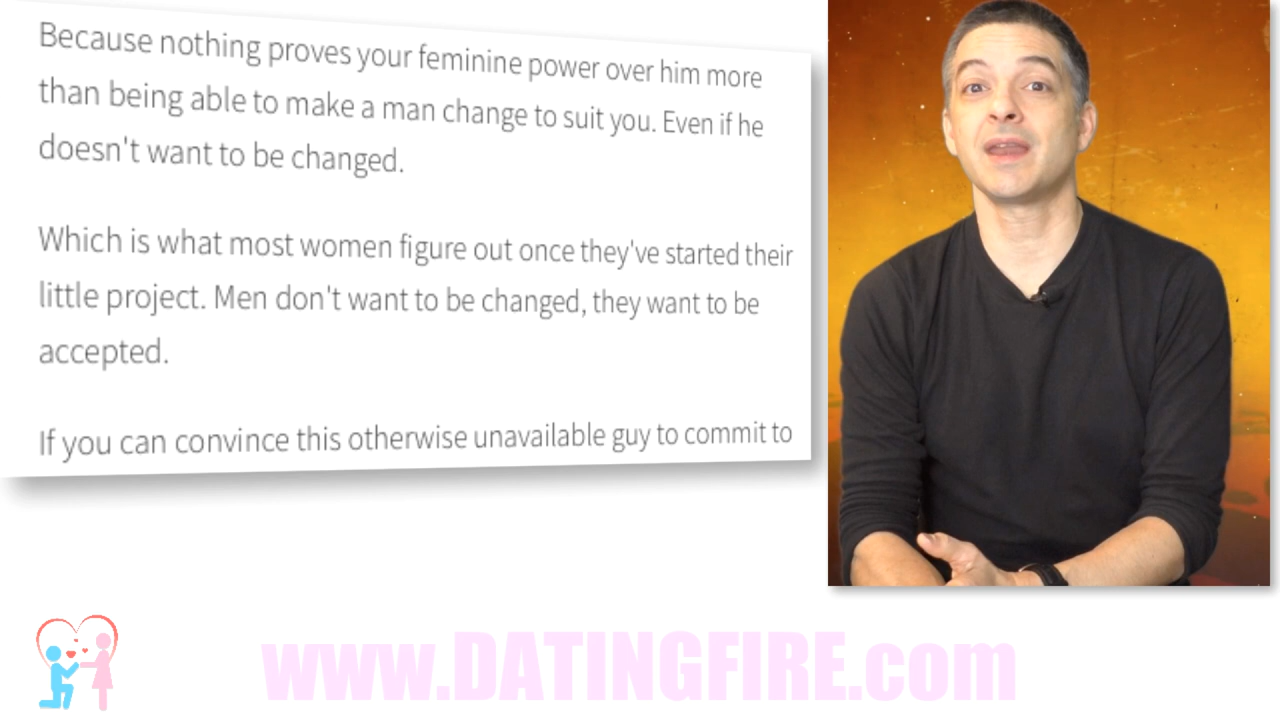 Because nothing proves your feminine power over him more
than being able to make a man change to suit you. Even if he
doesn't want to be changed.
Which is what most women figure out once they've started their
little project. Men don't want to be changed, they want to be
accepted.
If you can convince this otherwise unavailable guy to commit to
www.DATINGFIRE.com